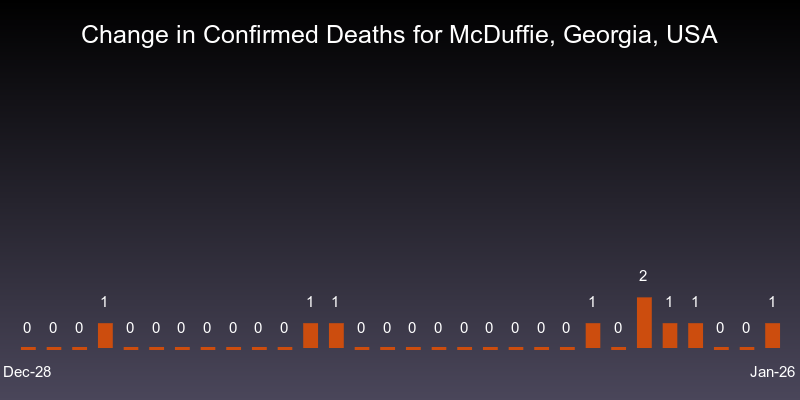 Change in Confirmed Deaths for McDuffie, Georgia, USA
2
1 1 1 1 1 1 1
0 0 0 0 0 0 0 0 0 0 0 0 0 0 0 0 0 0 0 0 0 0
Dec-28 Jan-26